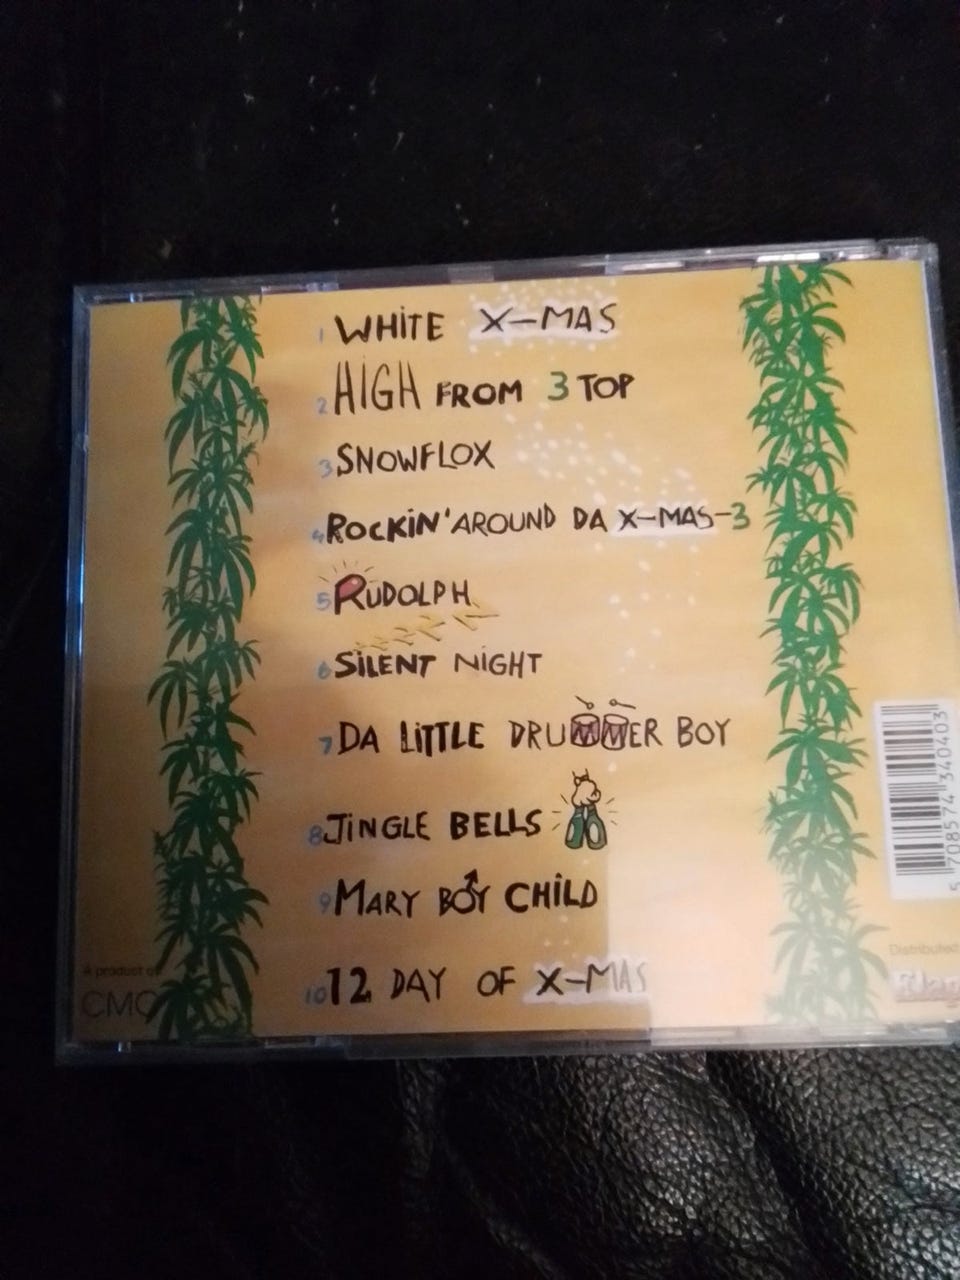 1 WHITE X-MAS
2 HIGH FROM 3 TOP
3 SNOWFLOX
4 ROCKIN' AROUND DA X-MAS-3
5 RUDOLPH
6 SILENT NIGHT
7 DA LITTLE DRUMMER BOY
8 JINGLE BELLS
9 MARY BOY CHILD
10 12 DAY OF X-MAS
A product of
CMC
5 708574 340403
Distributed